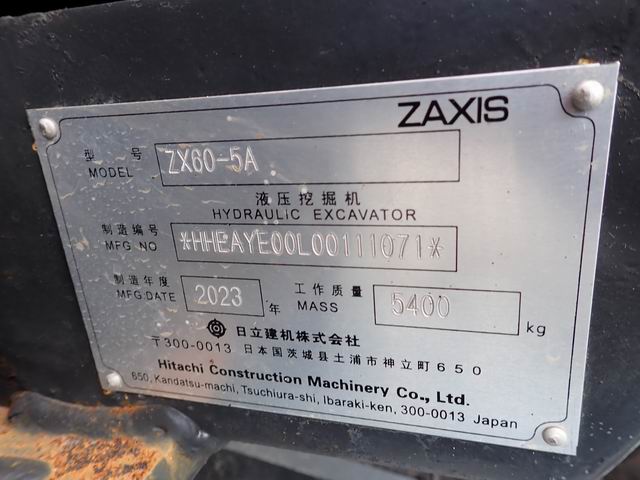 ZAXIS
型 号
MODEL
ZX60-5A
液压挖掘机
HYDRAULIC EXCAVATOR
制造编号
MFG. NO
*HHEAYE00L00111071*
制造年度
MFG.DATE
2023 年
工作质量
MASS
5400 kg
日立建机株式会社
〒300-0013 日本国茨城县土浦市神立町650
Hitachi Construction Machinery Co., Ltd.
650, Kandatsu-machi, Tsuchiura-shi, Ibaraki-ken, 300-0013 Japan